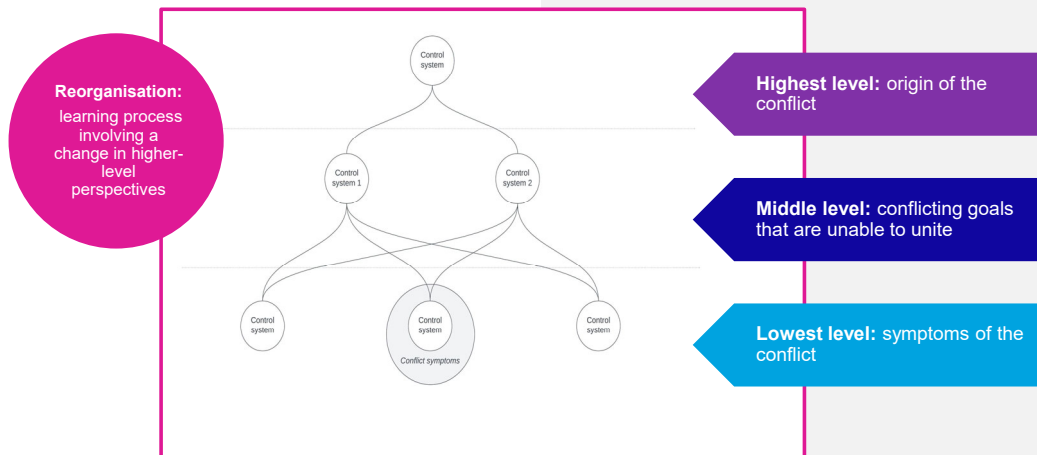 Reorganisation:
learning process
involving a
change in higher-
level
perspectives
Control
system
Control
system 1
Control
system 2
Control
system
Control
system
Control
system
Conflict symptoms
Highest level: origin of the
conflict
Middle level: conflicting goals
that are unable to unite
Lowest level: symptoms of the
conflict